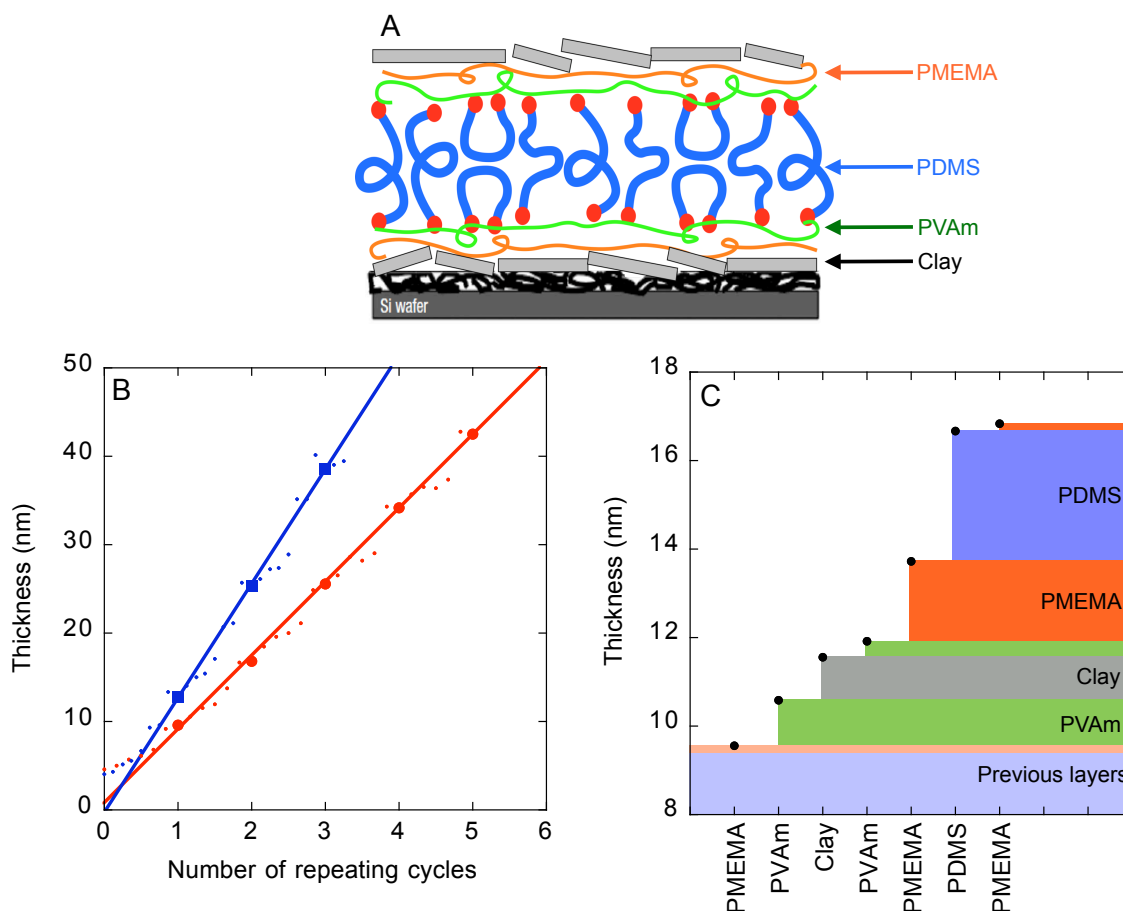 A
PMEMA
PDMS
PVAm
Clay
Si wafer
B
50
40
30
20
10
0
Thickness (nm)
0 1 2 3 4 5 6
Number of repeating cycles
C
18
16
14
12
10
8
Thickness (nm)
PDMS
PMEMA
Clay
PVAm
Previous layers
PMEMA
PVAm
Clay
PVAm
PMEMA
PDMS
PMEMA